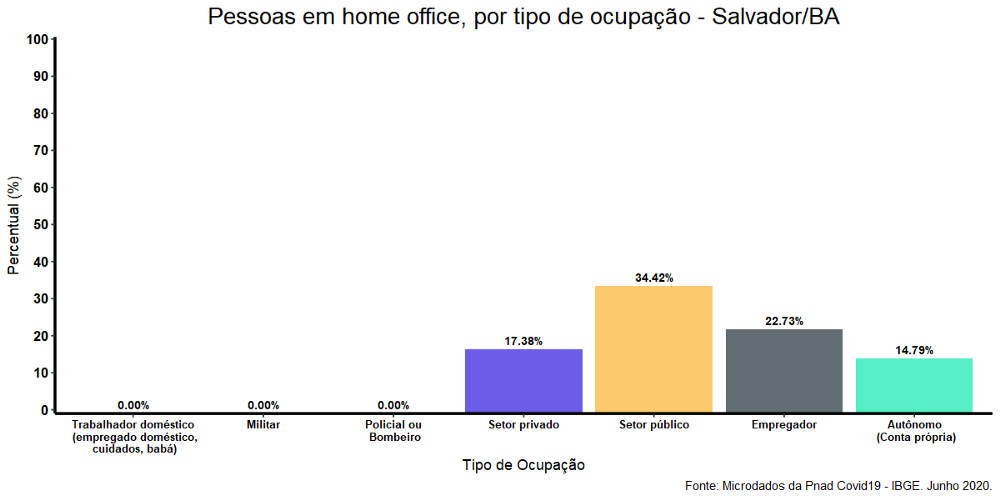 Pessoas em home office, por tipo de ocupação - Salvador/BA
Percentual (%)
100
90
80
70
60
50
40
30
20
10
0
0.00%
0.00%
0.00%
17.38%
34.42%
22.73%
14.79%
Trabalhador doméstico
(empregado doméstico,
cuidados, babá)
Militar
Policial ou
Bombeiro
Setor privado
Setor público
Empregador
Autônomo
(Conta própria)
Tipo de Ocupação
Fonte: Microdados da Pnad Covid19 - IBGE. Junho 2020.